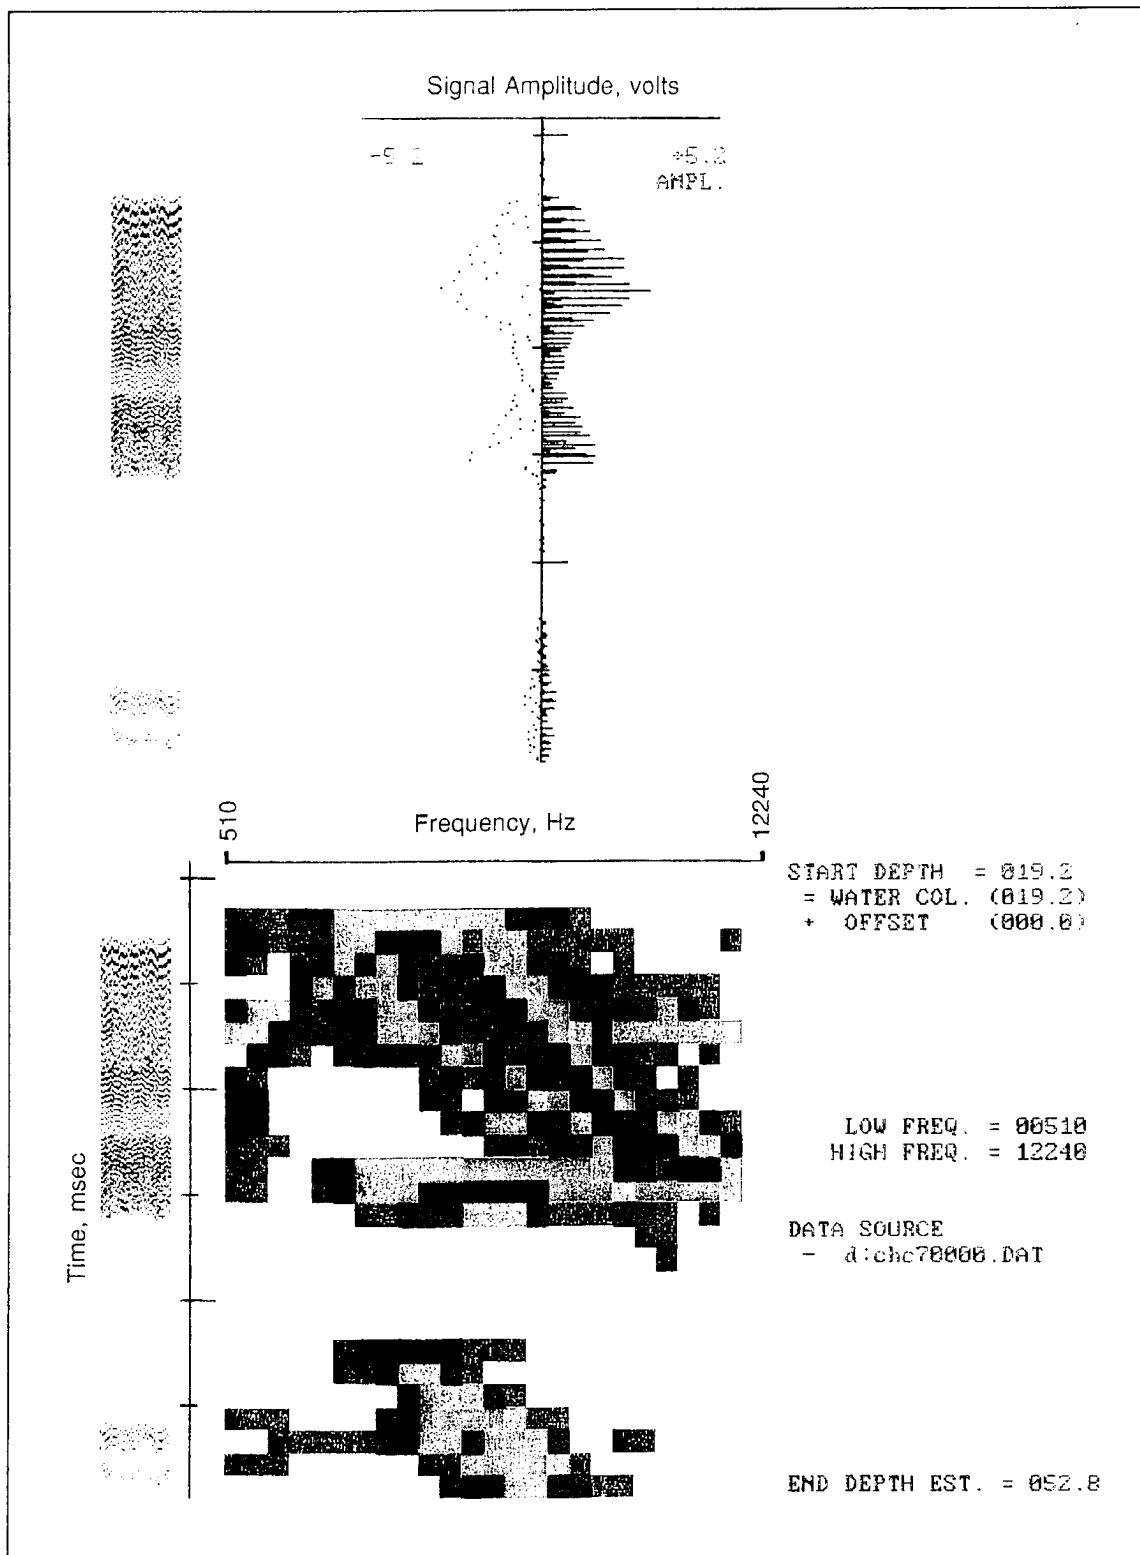 Signal Amplitude, volts
-5.2 +5.2
AMPL.
510 12240
Frequency, Hz
START DEPTH = 019.2
= WATER COL. (019.2)
+ OFFSET (000.0)
LOW FREQ. = 00510
HIGH FREQ. = 12240
Time, msec
DATA SOURCE
- d:chc70000.DAT
END DEPTH EST. = 052.8